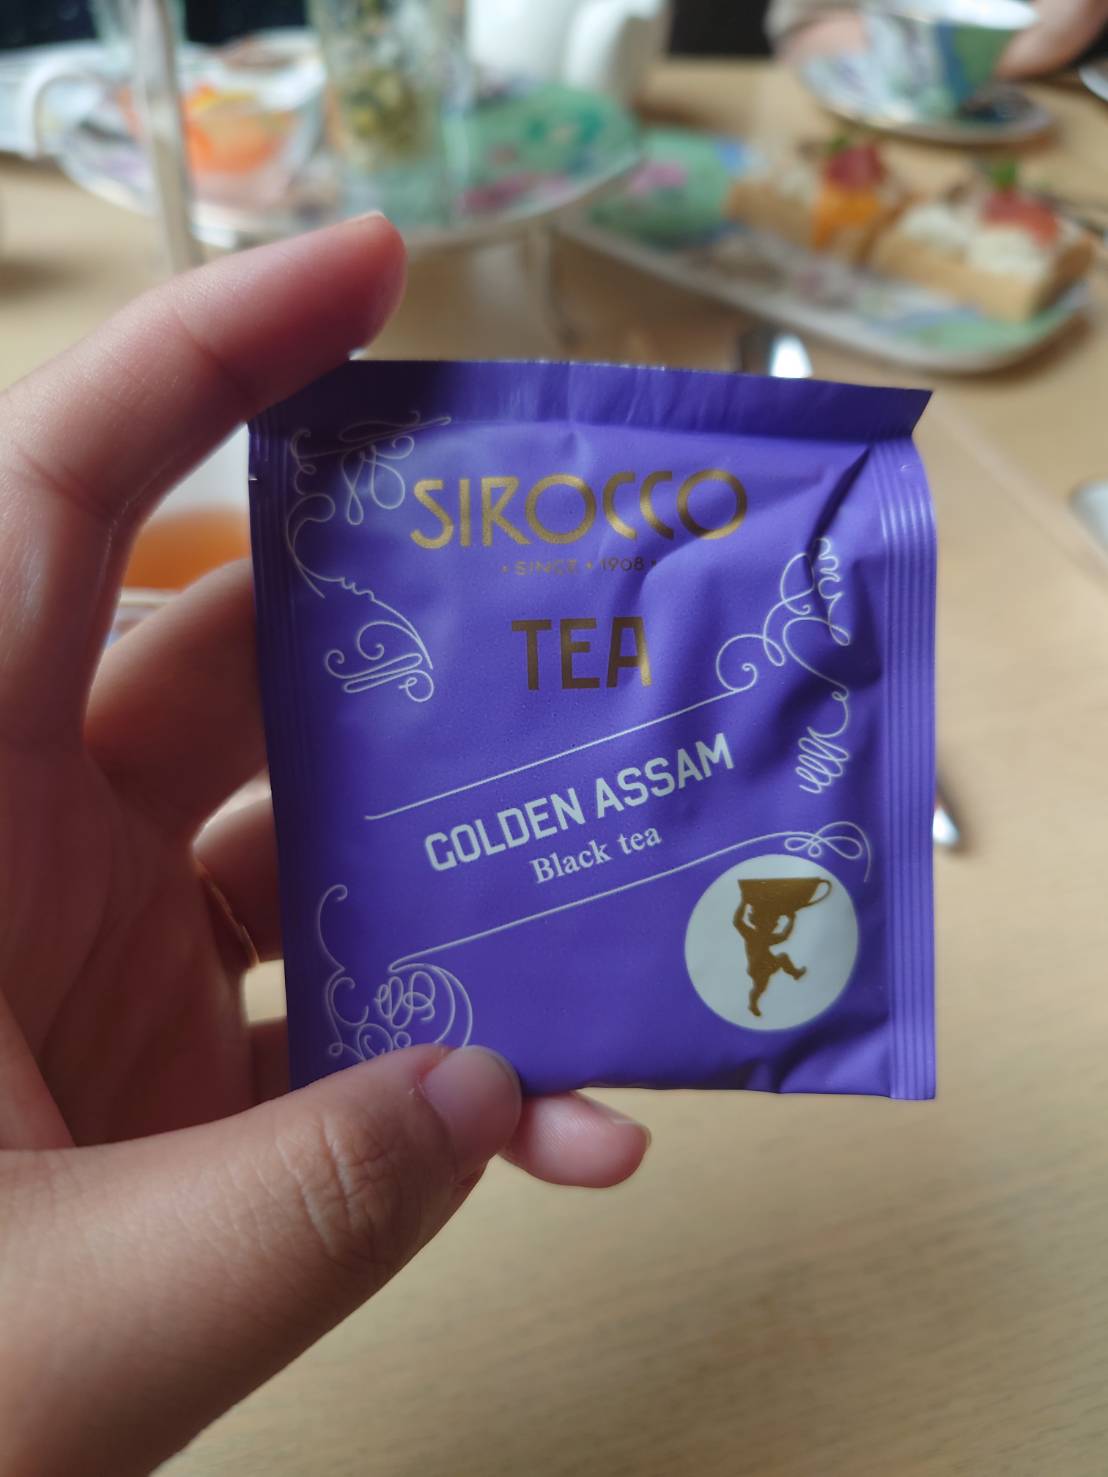 SIROCCO
• SINCE • 1908 •
TEA
GOLDEN ASSAM
Black tea